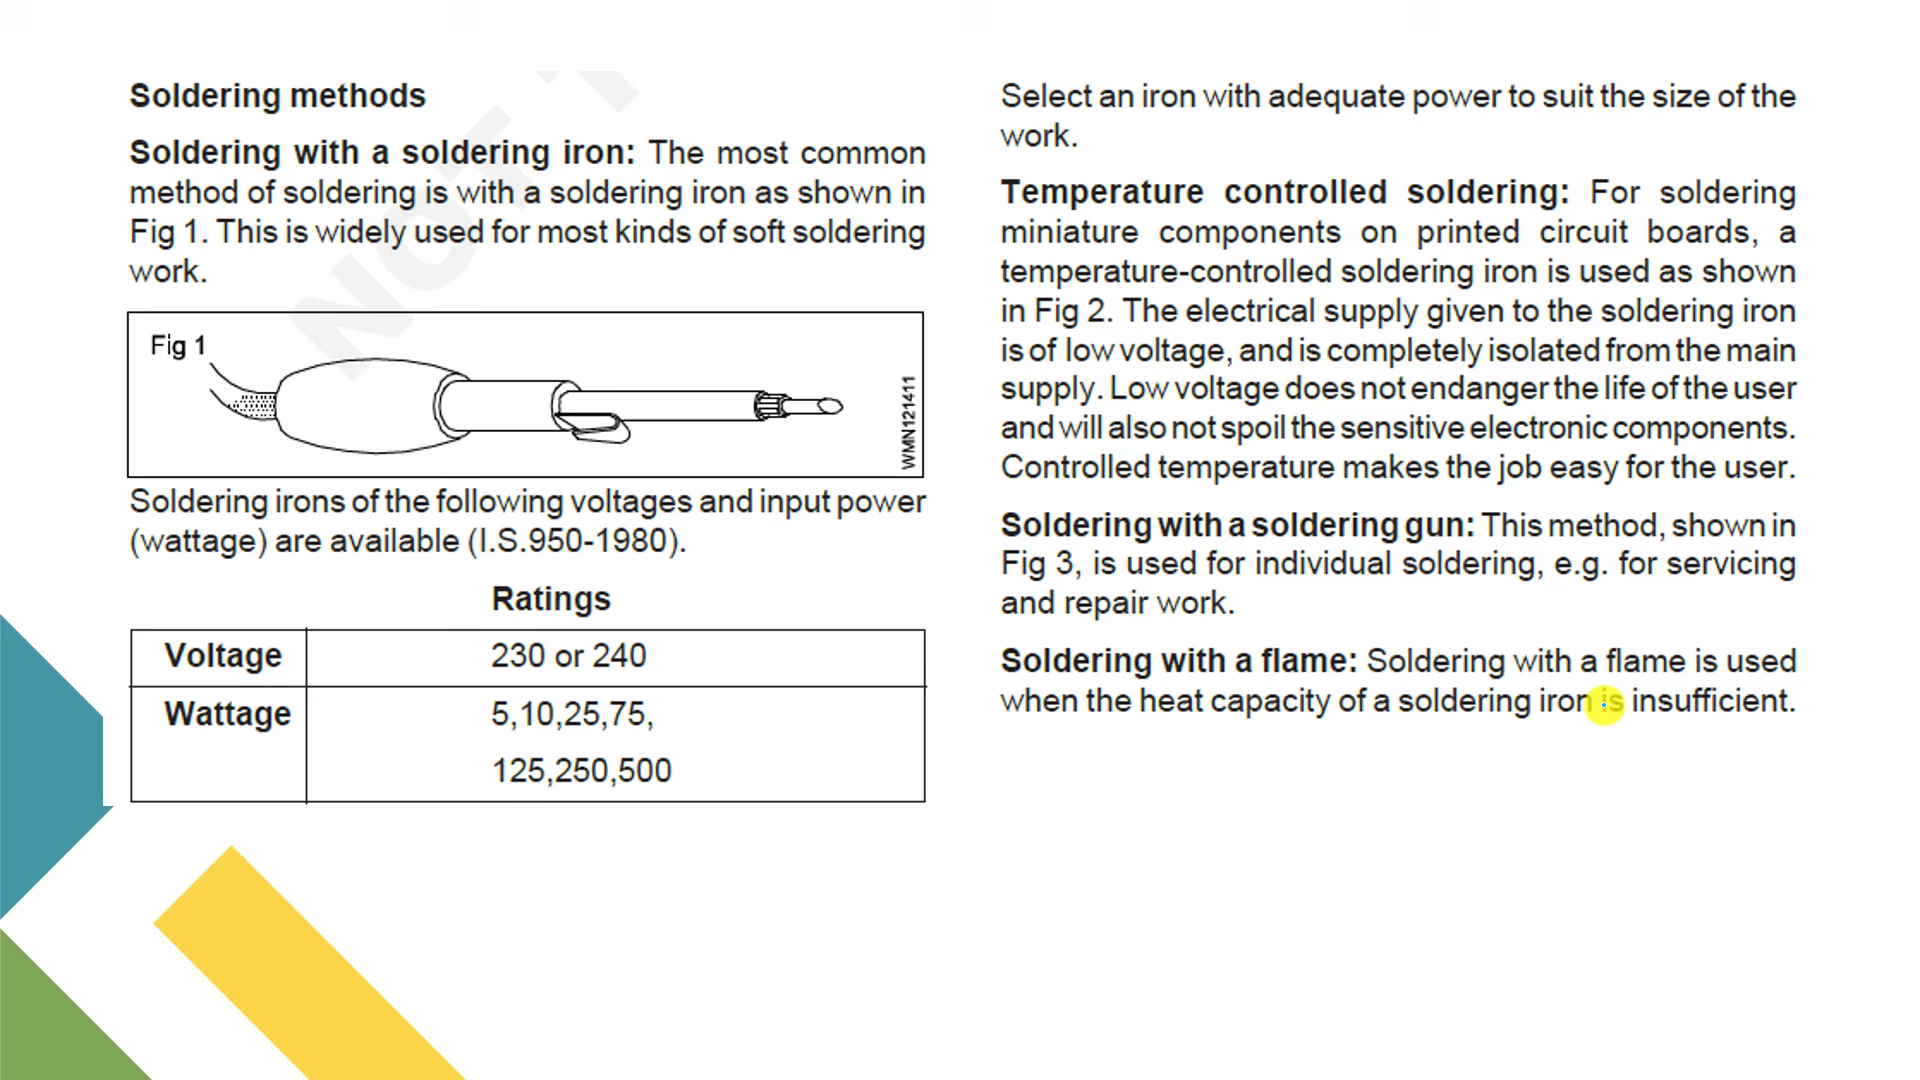 Soldering methods
Soldering with a soldering iron: The most common
method of soldering is with a soldering iron as shown in
Fig 1. This is widely used for most kinds of soft soldering
work.
Fig 1
WMN121411
Soldering irons of the following voltages and input power
(wattage) are available (I.S.950-1980).
Ratings
Voltage 230 or 240
Wattage 5,10,25,75,
125,250,500
Select an iron with adequate power to suit the size of the
work.
Temperature controlled soldering: For soldering
miniature components on printed circuit boards, a
temperature-controlled soldering iron is used as shown
in Fig 2. The electrical supply given to the soldering iron
is of low voltage, and is completely isolated from the main
supply. Low voltage does not endanger the life of the user
and will also not spoil the sensitive electronic components.
Controlled temperature makes the job easy for the user.
Soldering with a soldering gun: This method, shown in
Fig 3, is used for individual soldering, e.g. for servicing
and repair work.
Soldering with a flame: Soldering with a flame is used
when the heat capacity of a soldering iron is insufficient.
NOT